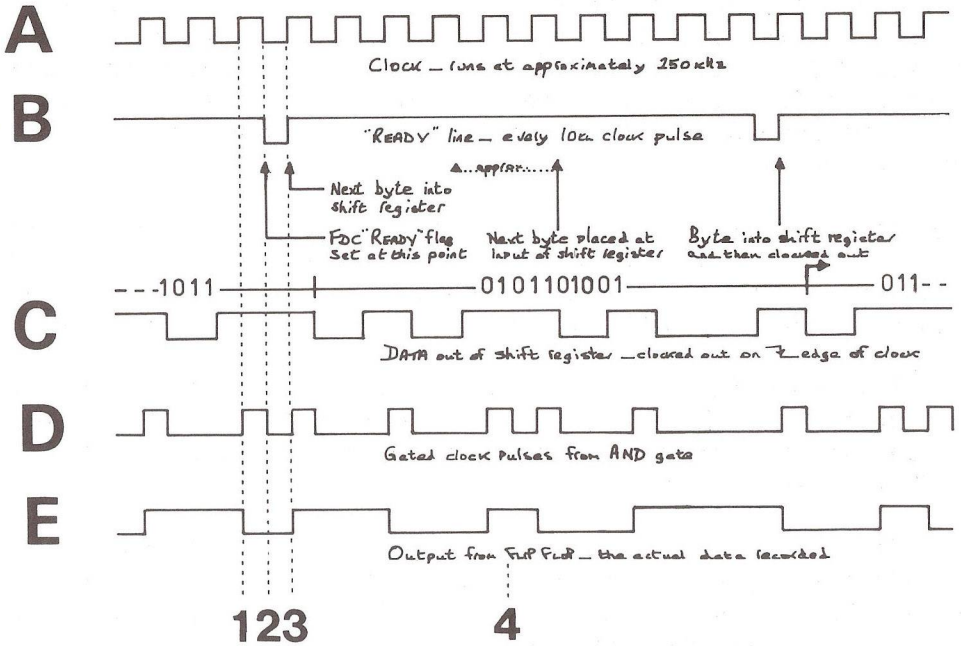 A
Clock – runs at approximately 250 kHz
B
"READY" line – every 10th clock pulse
▲...approx...
Next byte into
shift register
FDC "READY" flag
set at this point
Next byte placed at
input of shift register
Byte into shift register
and then clocked out
---1011
0101101001
011--
C
DATA out of shift register – clocked out on edge of clock
D
Gated clock pulses from AND gate
E
Output from FLIP FLOP – the actual data recorded
1 2 3
4